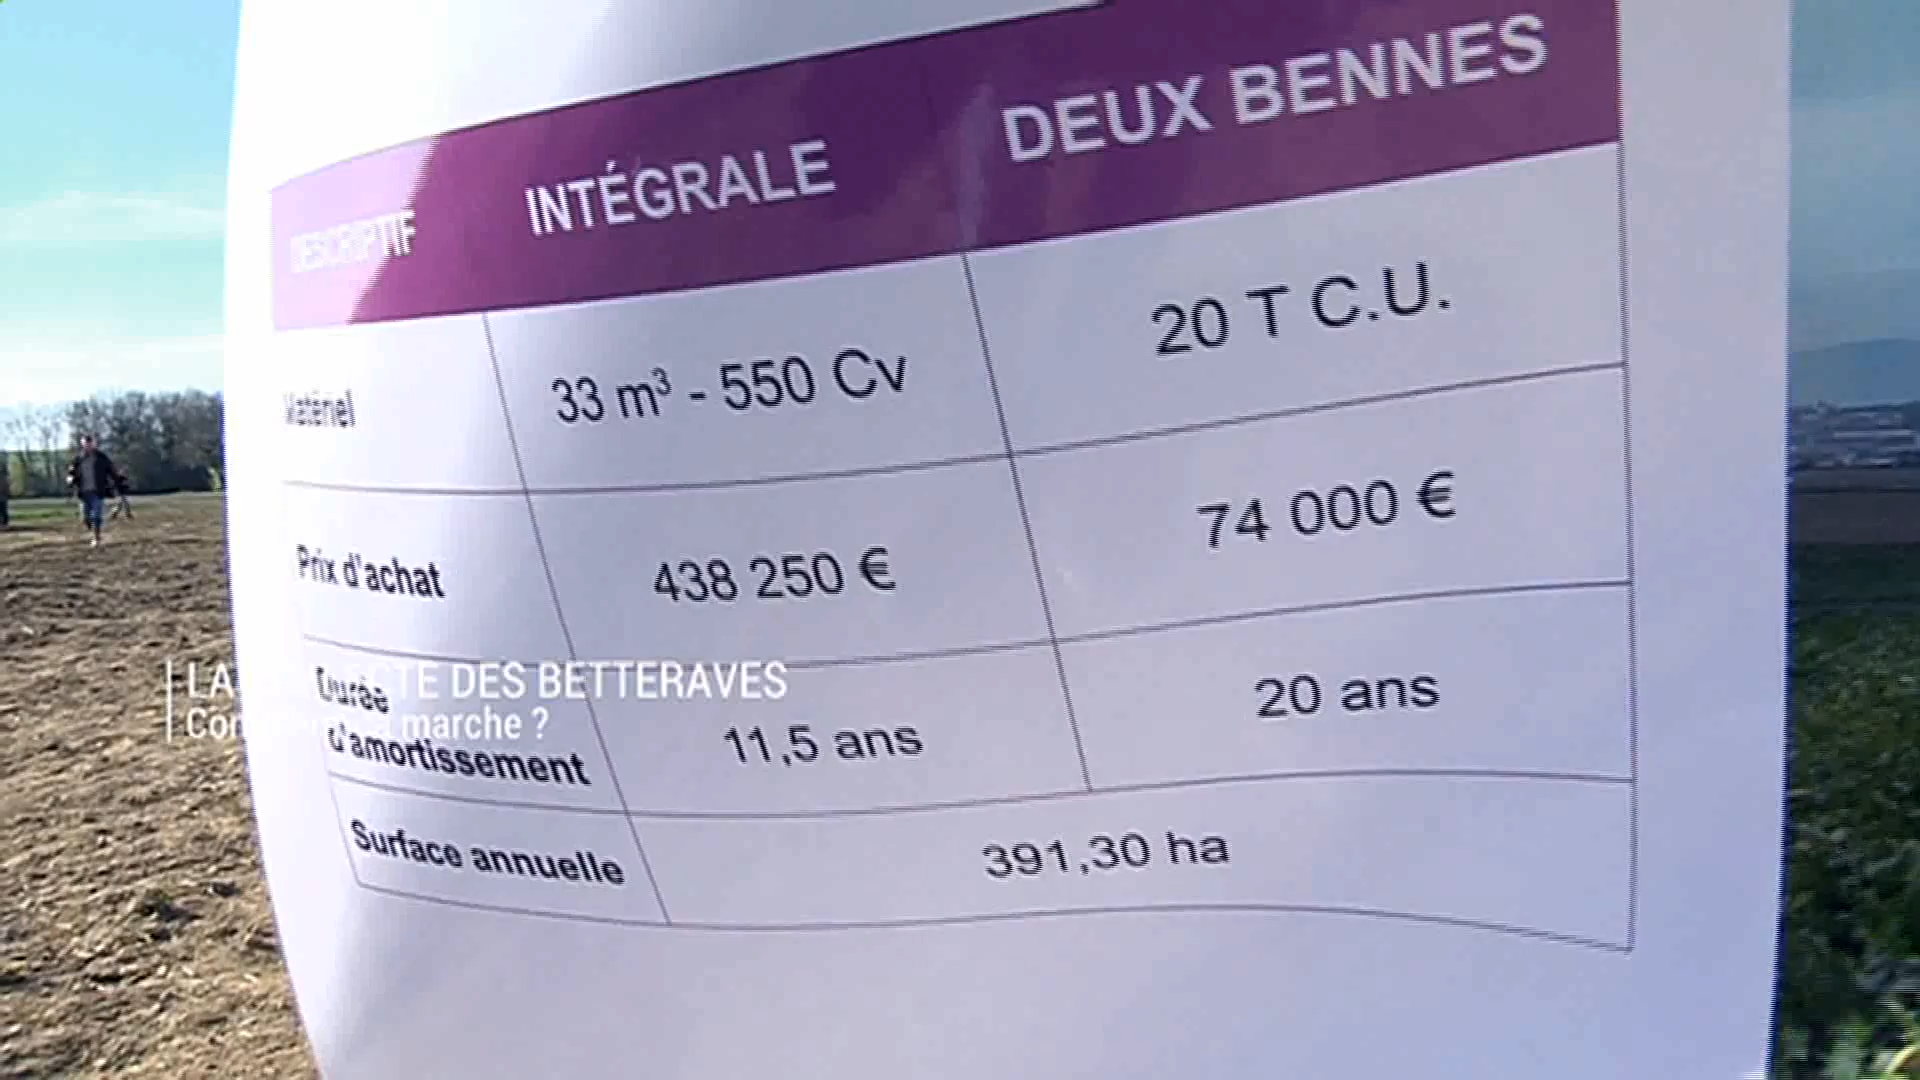 DESCRIPTIF INTÉGRALE DEUX BENNES
Matériel 33 m³ - 550 Cv 20 T C.U.
Prix d'achat 438 250 € 74 000 €
Durée
d'amortissement 11,5 ans 20 ans
Surface annuelle 391,30 ha
LA DES BETTERAVES
marche ?